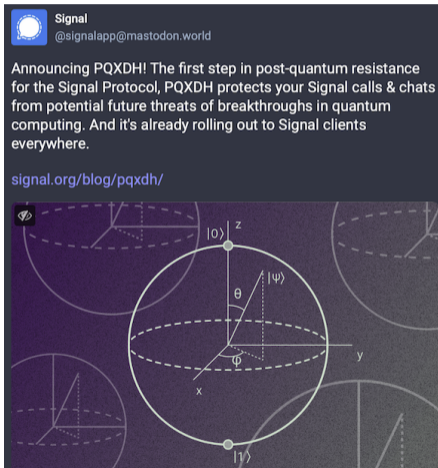 Signal
@signalapp@mastodon.world
Announcing PQXDH! The first step in post-quantum resistance
for the Signal Protocol, PQXDH protects your Signal calls & chats
from potential future threats of breakthroughs in quantum
computing. And it's already rolling out to Signal clients
everywhere.
signal.org/blog/pqxdh/
|0⟩ z
|Ψ⟩
θ
y
φ
x
|1⟩